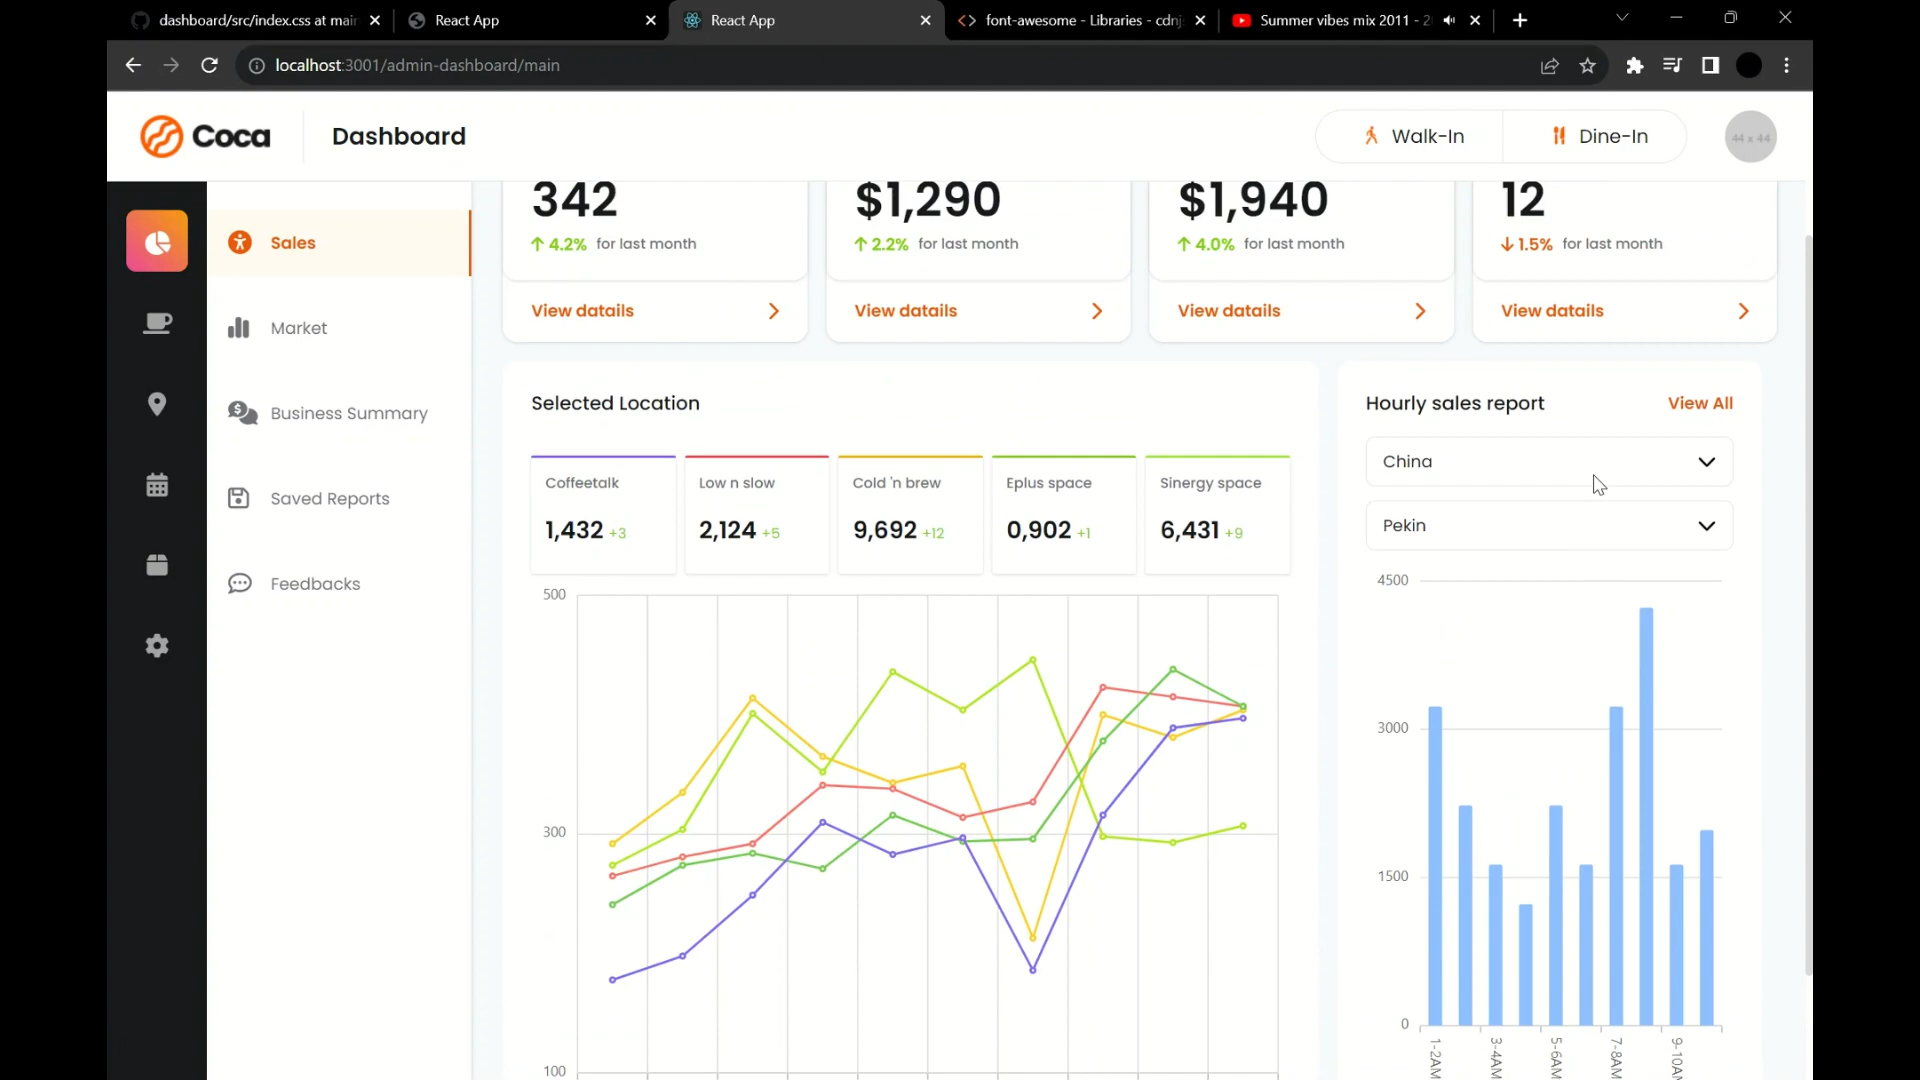 dashboard/src/index.css at main
React App
React App
font-awesome - Libraries - cdnj
Summer vibes mix 2011 - 2
localhost:3001/admin-dashboard/main
Coca
Dashboard
Walk-In
Dine-In
44 x 44
342
$1,290
$1,940
12
4.2% for last month
2.2% for last month
4.0% for last month
1.5% for last month
View datails
View datails
View datails
View datails
Sales
Market
Business Summary
Saved Reports
Feedbacks
Selected Location
Coffeetalk
1,432 +3
Low n slow
2,124 +5
Cold 'n brew
9,692 +12
Eplus space
0,902 +1
Sinergy space
6,431 +9
500
300
100
Hourly sales report
View All
China
Pekin
4500
3000
1500
0
1-2AM
3-4AM
5-6AM
7-8AM
9-10AM